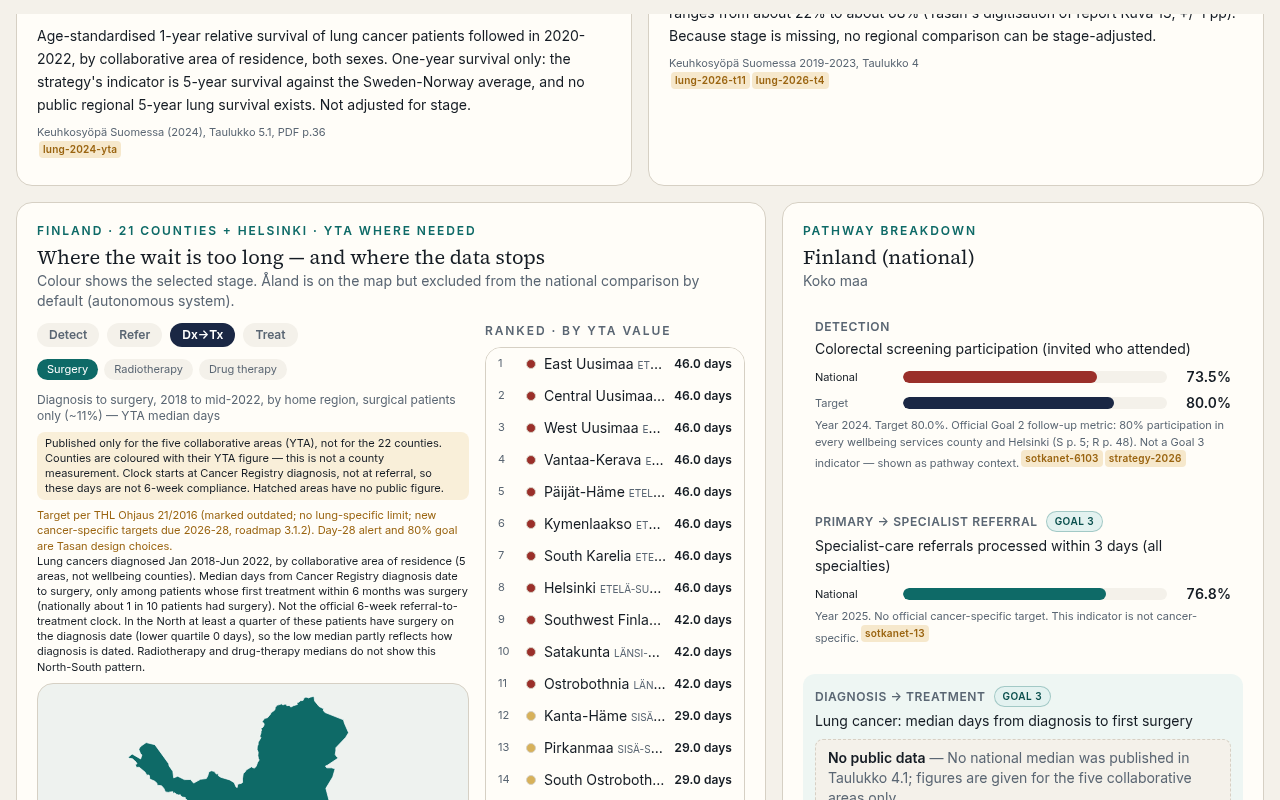 Age-standardised 1-year relative survival of lung cancer patients followed in 2020-
2022, by collaborative area of residence, both sexes. One-year survival only: the
strategy's indicator is 5-year survival against the Sweden-Norway average, and no
public regional 5-year lung survival exists. Not adjusted for stage.
Keuhkosyöpä Suomessa (2024), Taulukko 5.1, PDF p.36
lung-2024-yta
Because stage is missing, no regional comparison can be stage-adjusted.
Keuhkosyöpä Suomessa 2019-2023, Taulukko 4
lung-2026-t11 lung-2026-t4
FINLAND · 21 COUNTIES + HELSINKI · YTA WHERE NEEDED
Where the wait is too long — and where the data stops
Colour shows the selected stage. Åland is on the map but excluded from the national comparison by
default (autonomous system).
Detect Refer Dx→Tx Treat
Surgery Radiotherapy Drug therapy
Diagnosis to surgery, 2018 to mid-2022, by home region, surgical patients
only (~11%) — YTA median days
Published only for the five collaborative areas (YTA), not for the 22 counties.
Counties are coloured with their YTA figure — this is not a county
measurement. Clock starts at Cancer Registry diagnosis, not at referral, so
these days are not 6-week compliance. Hatched areas have no public figure.
Target per THL Ohjaus 21/2016 (marked outdated; no lung-specific limit; new
cancer-specific targets due 2026-28, roadmap 3.1.2). Day-28 alert and 80% goal
are Tasan design choices.
Lung cancers diagnosed Jan 2018-Jun 2022, by collaborative area of residence (5
areas, not wellbeing counties). Median days from Cancer Registry diagnosis date
to surgery, only among patients whose first treatment within 6 months was surgery
(nationally about 1 in 10 patients had surgery). Not the official 6-week referral-to-
treatment clock. In the North at least a quarter of these patients have surgery on
the diagnosis date (lower quartile 0 days), so the low median partly reflects how
diagnosis is dated. Radiotherapy and drug-therapy medians do not show this
North-South pattern.
RANKED · BY YTA VALUE
1 East Uusimaa ET... 46.0 days
2 Central Uusimaa... 46.0 days
3 West Uusimaa E... 46.0 days
4 Vantaa-Kerava E... 46.0 days
5 Päijät-Häme ETEL... 46.0 days
6 Kymenlaakso ET... 46.0 days
7 South Karelia ETE... 46.0 days
8 Helsinki ETELÄ-SU... 46.0 days
9 Southwest Finla... 42.0 days
10 Satakunta LÄNSI-... 42.0 days
11 Ostrobothnia LÄN... 42.0 days
12 Kanta-Häme SISÄ... 29.0 days
13 Pirkanmaa SISÄ-S... 29.0 days
14 South Ostroboth... 29.0 days
PATHWAY BREAKDOWN
Finland (national)
Koko maa
DETECTION
Colorectal screening participation (invited who attended)
National 73.5%
Target 80.0%
Year 2024. Target 80.0%. Official Goal 2 follow-up metric: 80% participation in
every wellbeing services county and Helsinki (S p. 5; R p. 48). Not a Goal 3
indicator — shown as pathway context. sotkanet-6103 strategy-2026
PRIMARY → SPECIALIST REFERRAL GOAL 3
Specialist-care referrals processed within 3 days (all
specialties)
National 76.8%
Year 2025. No official cancer-specific target. This indicator is not cancer-
specific. sotkanet-13
DIAGNOSIS → TREATMENT GOAL 3
Lung cancer: median days from diagnosis to first surgery
No public data — No national median was published in
Taulukko 4.1; figures are given for the five collaborative
areas only